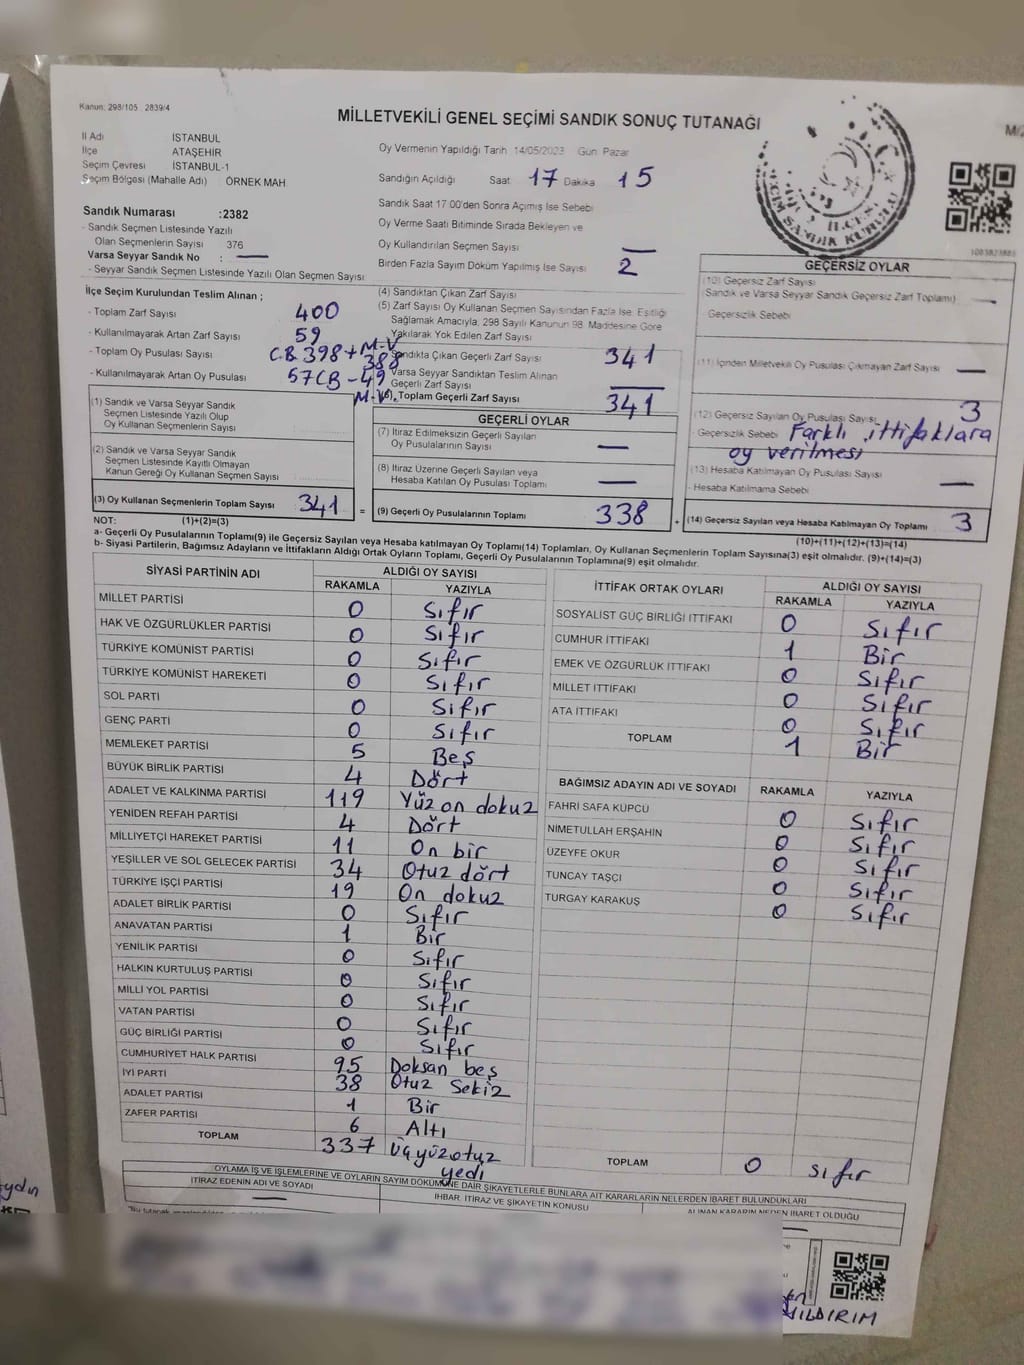 Kanun: 298/105 2839/4
MİLLETVEKİLİ GENEL SEÇİMİ SANDIK SONUÇ TUTANAĞI
İl Adı İSTANBUL
İlçe ATAŞEHİR
Seçim Çevresi İSTANBUL-1
Seçim Bölgesi (Mahalle Adı) ÖRNEK MAH
Oy Vermenin Yapıldığı Tarih 14/05/2023 Gün: Pazar
Sandığın Açıldığı Saat 17 Dakika 15
Sandık Saat 17:00'den Sonra Açılmış İse Sebebi
Oy Verme Saati Bitiminde Sırada Bekleyen ve
Oy Kullandırılan Seçmen Sayısı —
Birden Fazla Sayım Döküm Yapılmış İse Sayısı 2
Sandık Numarası :2382
- Sandık Seçmen Listesinde Yazılı
Olan Seçmenlerin Sayısı 376
Varsa Seyyar Sandık No : —
- Seyyar Sandık Seçmen Listesinde Yazılı Olan Seçmen Sayısı
İlçe Seçim Kurulundan Teslim Alınan ;
- Toplam Zarf Sayısı 400
- Kullanılmayarak Artan Zarf Sayısı 59
- Toplam Oy Pusulası Sayısı C.B 398 + M.V 388
- Kullanılmayarak Artan Oy Pusulası 57CB - 49 M.V
(4) Sandıktan Çıkan Zarf Sayısı
(5) Zarf Sayısı Oy Kullanan Seçmen Sayısından Fazla İse, Eşitliği
Sağlamak Amacıyla, 298 Sayılı Kanunun 98. Maddesine Göre
Yakılarak Yok Edilen Zarf Sayısı
Sandıkta Çıkan Geçerli Zarf Sayısı 341
Varsa Seyyar Sandıktan Teslim Alınan
Geçerli Zarf Sayısı —
(6) Toplam Geçerli Zarf Sayısı 341
GEÇERSİZ OYLAR
(10) Geçersiz Zarf Sayısı
(Sandık ve Varsa Seyyar Sandık Geçersiz Zarf Toplamı) —
Geçersizlik Sebebi
(11) İçinden Milletvekili Oy Pusulası Çıkmayan Zarf Sayısı —
(12) Geçersiz Sayılan Oy Pusulası Sayısı 3
- Geçersizlik Sebebi Farklı ittifaklara
oy verilmesi
(13) Hesaba Katılmayan Oy Pusulası Sayısı —
- Hesaba Katılmama Sebebi
(14) Geçersiz Sayılan veya Hesaba Katılmayan Oy Toplamı 3
(10)+(11)+(12)+(13)=(14)
(1) Sandık ve Varsa Seyyar Sandık
Seçmen Listesinde Yazılı Olup
Oy Kullanan Seçmenlerin Sayısı
(2) Sandık ve Varsa Seyyar Sandık
Seçmen Listesinde Kayıtlı Olmayan
Kanun Gereği Oy Kullanan Seçmen Sayısı
(3) Oy Kullanan Seçmenlerin Toplam Sayısı 341
=
GEÇERLİ OYLAR
(7) İtiraz Edilmeksizin Geçerli Sayılan
Oy Pusulalarının Sayısı —
(8) İtiraz Üzerine Geçerli Sayılan veya
Hesaba Katılan Oy Pusulası Toplamı —
(9) Geçerli Oy Pusulalarının Toplamı 338
+
NOT: (1)+(2)=(3)
a- Geçerli Oy Pusulalarının Toplamı(9) ile Geçersiz Sayılan veya Hesaba katılmayan Oy Toplamı(14) Toplamları, Oy Kullanan Seçmenlerin Toplam Sayısına(3) eşit olmalıdır. (9)+(14)=(3)
b- Siyasi Partilerin, Bağımsız Adayların ve İttifakların Aldığı Ortak Oyların Toplamı, Geçerli Oy Pusulalarının Toplamına(9) eşit olmalıdır.
SİYASİ PARTİNİN ADI ALDIĞI OY SAYISI
RAKAMLA YAZIYLA
MİLLET PARTİSİ 0 Sıfır
HAK VE ÖZGÜRLÜKLER PARTİSİ 0 Sıfır
TÜRKİYE KOMÜNİST PARTİSİ 0 Sıfır
TÜRKİYE KOMÜNİST HAREKETİ 0 Sıfır
SOL PARTİ 0 Sıfır
GENÇ PARTİ 0 Sıfır
MEMLEKET PARTİSİ 5 Beş
BÜYÜK BİRLİK PARTİSİ 4 Dört
ADALET VE KALKINMA PARTİSİ 119 Yüz on dokuz
YENİDEN REFAH PARTİSİ 4 Dört
MİLLİYETÇİ HAREKET PARTİSİ 11 On bir
YEŞİLLER VE SOL GELECEK PARTİSİ 34 Otuz dört
TÜRKİYE İŞÇİ PARTİSİ 19 On dokuz
ADALET BİRLİK PARTİSİ 0 Sıfır
ANAVATAN PARTİSİ 1 Bir
YENİLİK PARTİSİ 0 Sıfır
HALKIN KURTULUŞ PARTİSİ 0 Sıfır
MİLLİ YOL PARTİSİ 0 Sıfır
VATAN PARTİSİ 0 Sıfır
GÜÇ BİRLİĞİ PARTİSİ 0 Sıfır
CUMHURİYET HALK PARTİSİ 95 Doksan beş
İYİ PARTİ 38 Otuz Sekiz
ADALET PARTİSİ 1 Bir
ZAFER PARTİSİ 6 Altı
TOPLAM 337 üçyüzotuz
yedi
İTTİFAK ORTAK OYLARI ALDIĞI OY SAYISI
RAKAMLA YAZIYLA
SOSYALİST GÜÇ BİRLİĞİ İTTİFAKI 0 Sıfır
CUMHUR İTTİFAKI 1 Bir
EMEK VE ÖZGÜRLÜK İTTİFAKI 0 Sıfır
MİLLET İTTİFAKI 0 Sıfır
ATA İTTİFAKI 0 Sıfır
TOPLAM 1 Bir
BAĞIMSIZ ADAYIN ADI VE SOYADI RAKAMLA YAZIYLA
FAHRİ SAFA KÜPCÜ 0 Sıfır
NİMETULLAH ERŞAHİN 0 Sıfır
ÜZEYFE OKUR 0 Sıfır
TUNCAY TAŞÇI 0 Sıfır
TURGAY KARAKUŞ 0 Sıfır
TOPLAM 0 sıfır
OYLAMA İŞ VE İŞLEMLERİNE VE OYLARIN SAYIM DÖKÜMÜNE DAİR ŞİKAYETLERLE BUNLARA AİT KARARLARIN NELERDEN İBARET BULUNDUKLARI
İTİRAZ EDENİN ADI VE SOYADI İHBAR, İTİRAZ VE ŞİKAYETİN KONUSU ALINAN KARARIN NEDEN İBARET OLDUĞU
— —
YILDIRIM